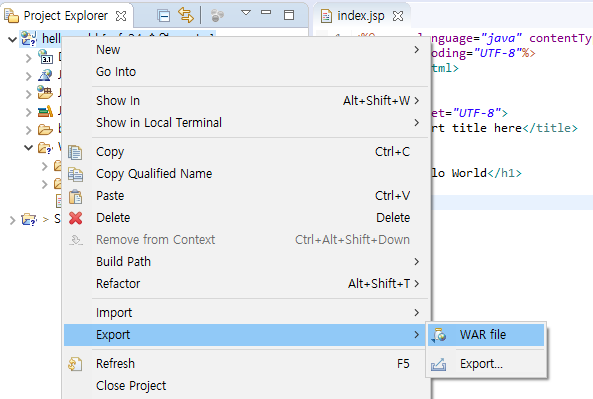 Project Explorer
index.jsp
language="java" contentTy
New
oding="UTF-8"%>
Go Into
tml>
Show In Alt+Shift+W
et="UTF-8">
Show in Local Terminal
rt title here</title>
Copy Ctrl+C
Copy Qualified Name
lo World</h1>
Paste Ctrl+V
Delete Delete
Remove from Context Ctrl+Alt+Shift+Down
Build Path
Refactor Alt+Shift+T
Import
Export
WAR file
Refresh F5
Export...
Close Project